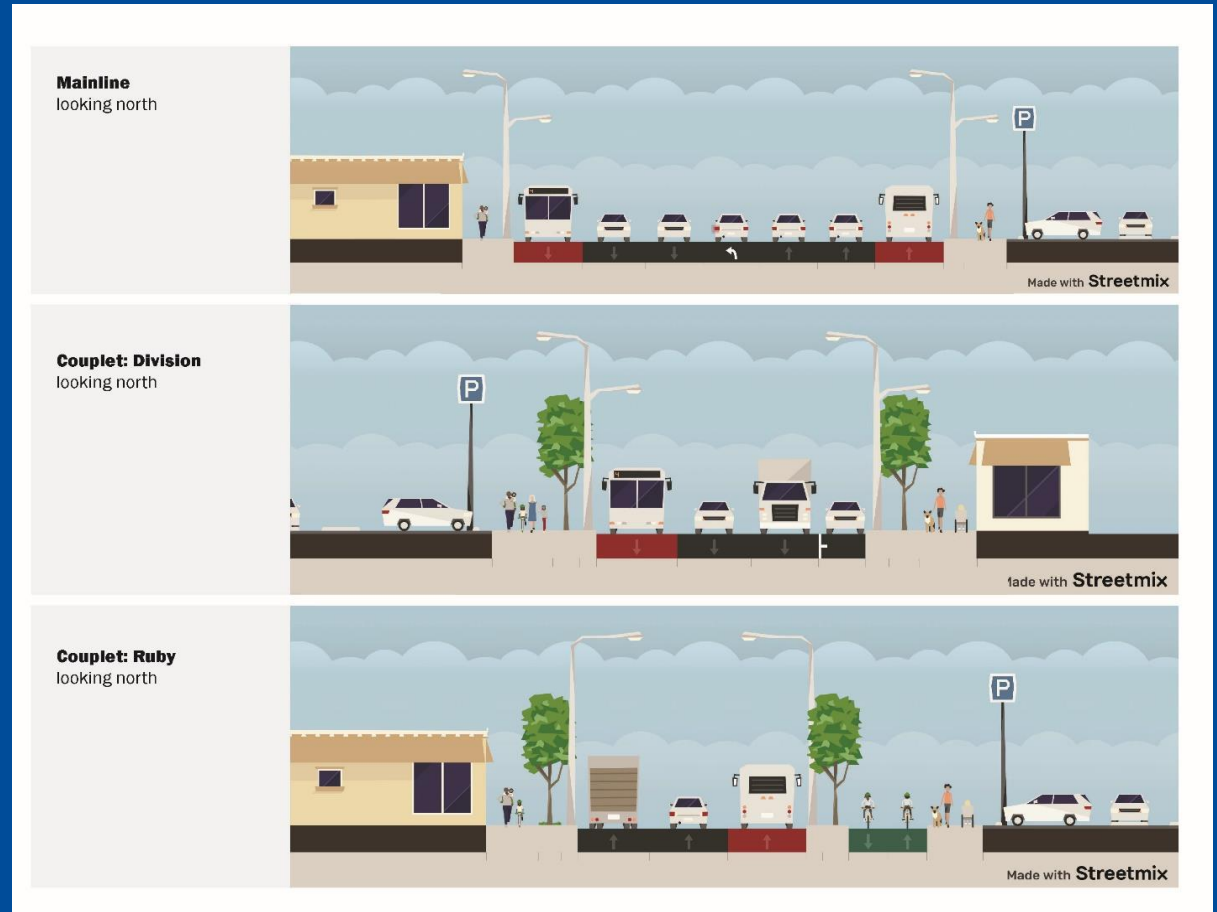 Mainline
looking north
P
Made with Streetmix
Couplet: Division
looking north
P
ade with Streetmix
Couplet: Ruby
looking north
P
Made with Streetmix